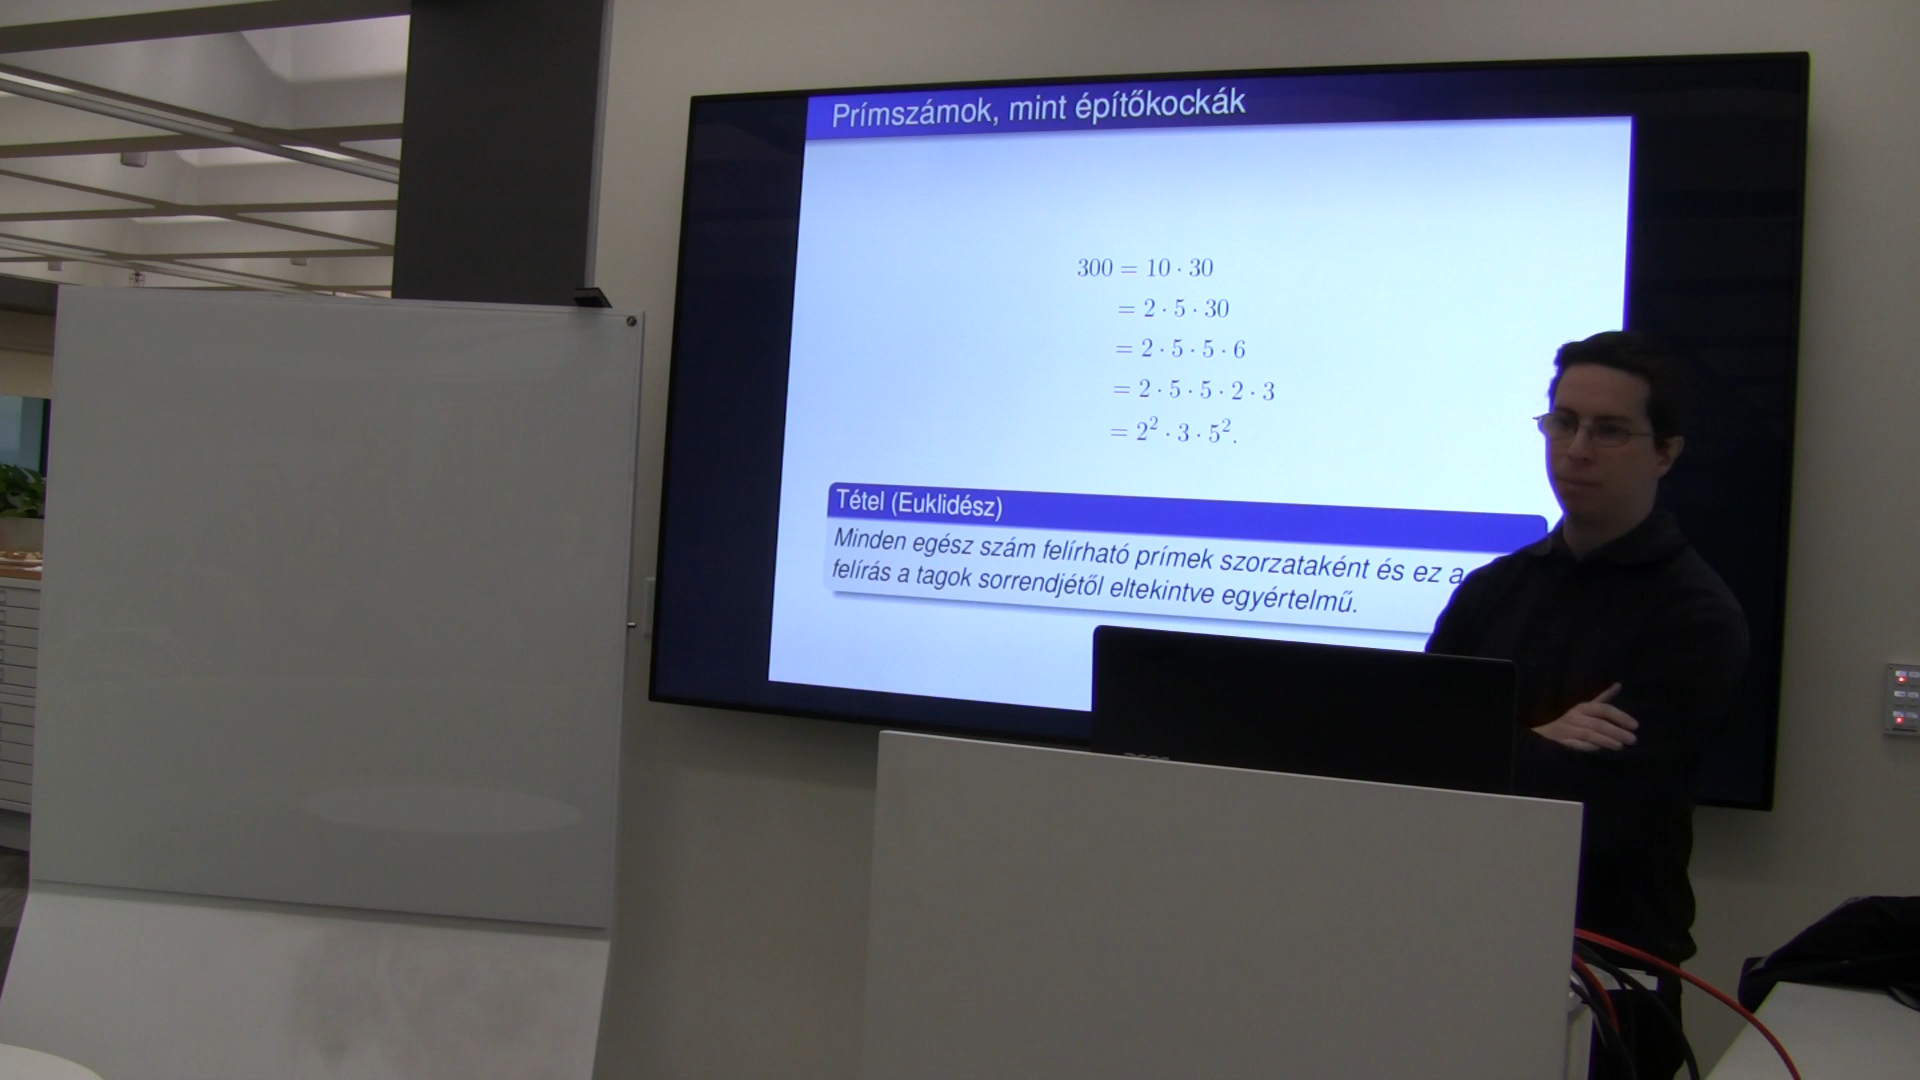 Prímszámok, mint építőkockák
300 = 10 · 30
= 2 · 5 · 30
= 2 · 5 · 5 · 6
= 2 · 5 · 5 · 2 · 3
= 2² · 3 · 5².
Tétel (Euklidész)
Minden egész szám felírható prímek szorzataként és ez a
felírás a tagok sorrendjétől eltekintve egyértelmű.